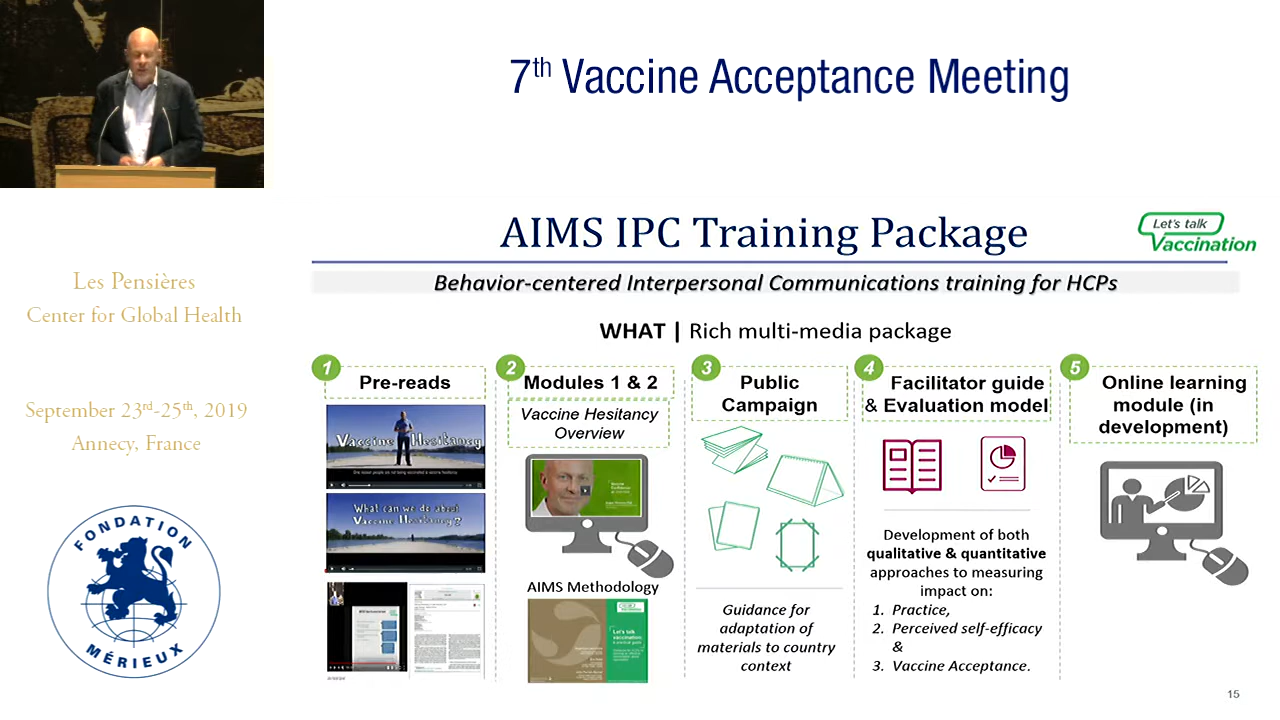 7th Vaccine Acceptance Meeting
Les Pensières
Center for Global Health
September 23rd-25th, 2019
Annecy, France
FONDATION
MÉRIEUX
AIMS IPC Training Package
Let's talk
Vaccination
Behavior-centered Interpersonal Communications training for HCPs
WHAT | Rich multi-media package
1
Pre-reads
Vaccine Hesitancy
What can we do about
Vaccine Hesitancy?
2
Modules 1 & 2
Vaccine Hesitancy
Overview
AIMS Methodology
Let's talk
vaccination
3
Public
Campaign
Guidance for
adaptation of
materials to country
context
4
Facilitator guide
& Evaluation model
Development of both
qualitative & quantitative
approaches to measuring
impact on:
1. Practice,
2. Perceived self-efficacy
&
3. Vaccine Acceptance.
5
Online learning
module (in
development)
15